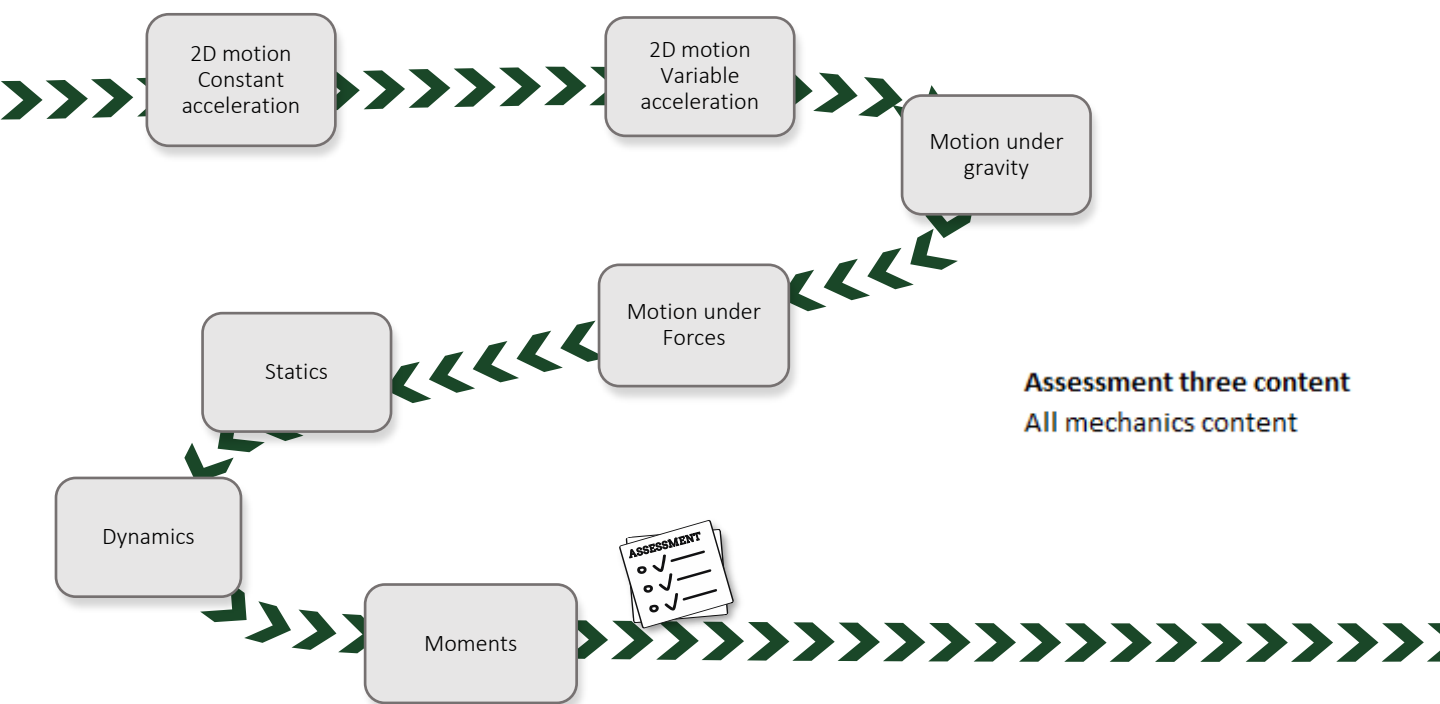 2D motion
Constant
acceleration
2D motion
Variable
acceleration
Motion under
gravity
Motion under
Forces
Statics
Assessment three content
All mechanics content
Dynamics
ASSESSMENT
Moments